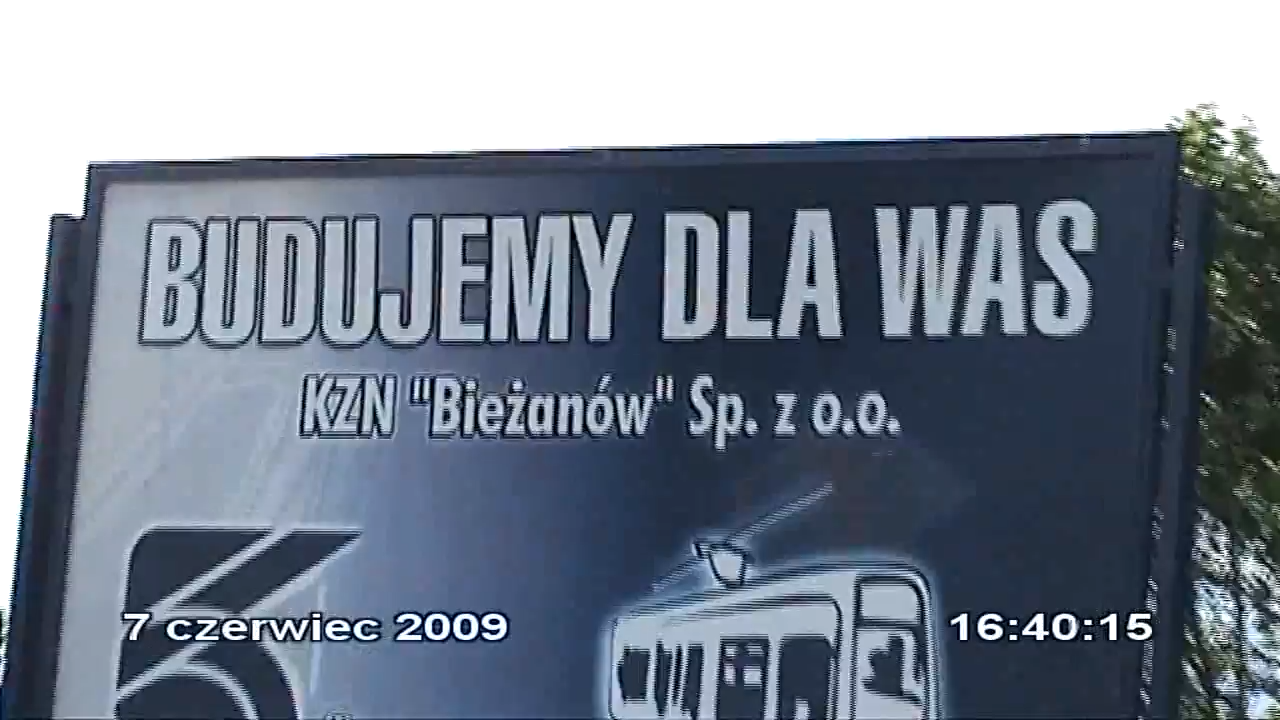 BUDUJEMY DLA WAS
KZN "Bieżanów" Sp. z o.o.
7 czerwiec 2009 16:40:15